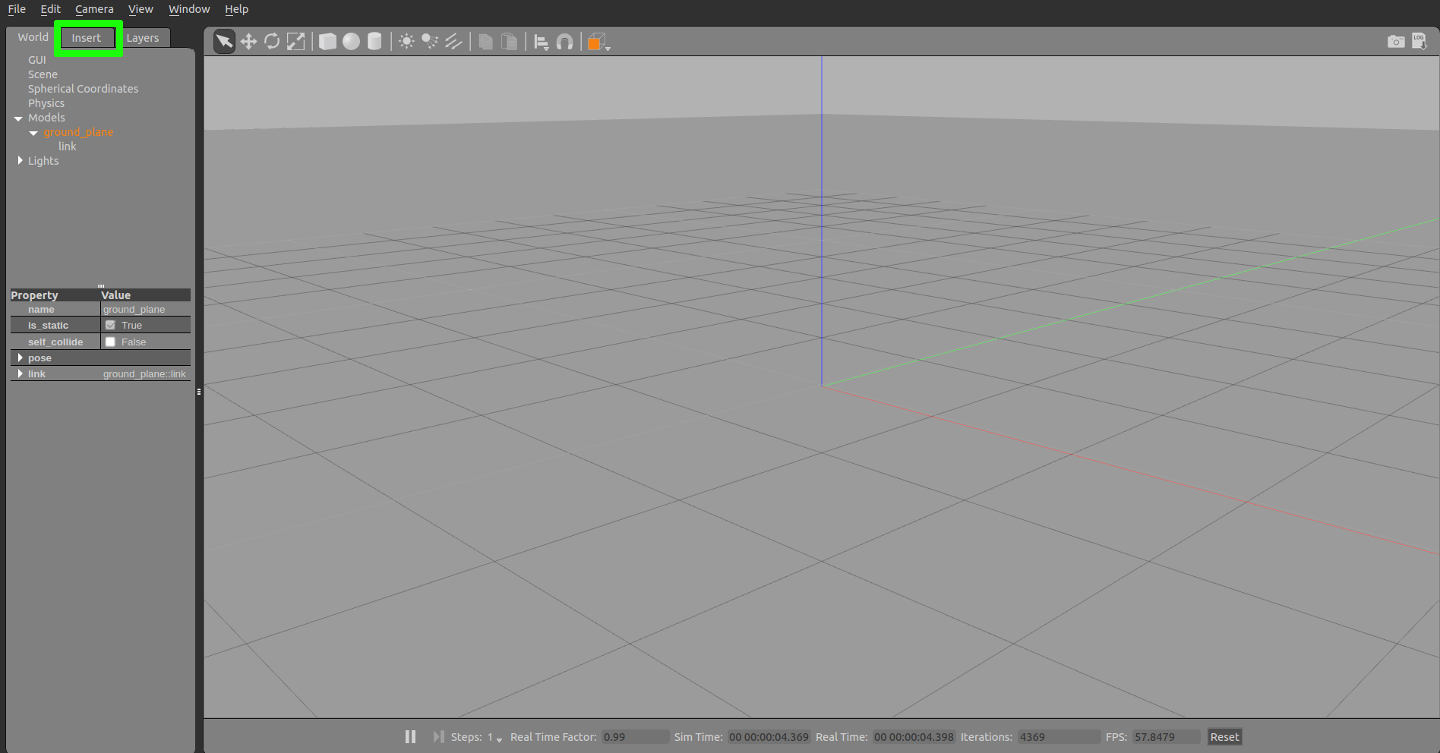 File Edit Camera View Window Help
World Insert Layers
GUI
Scene
Spherical Coordinates
Physics
Models
ground_plane
link
Lights
Property Value
name ground_plane
is_static True
self_collide False
pose
link ground_plane::link
LOG
Steps: 1 Real Time Factor: 0.99 Sim Time: 00 00:00:04.369 Real Time: 00 00:00:04.398 Iterations: 4369 FPS: 57.8479 Reset